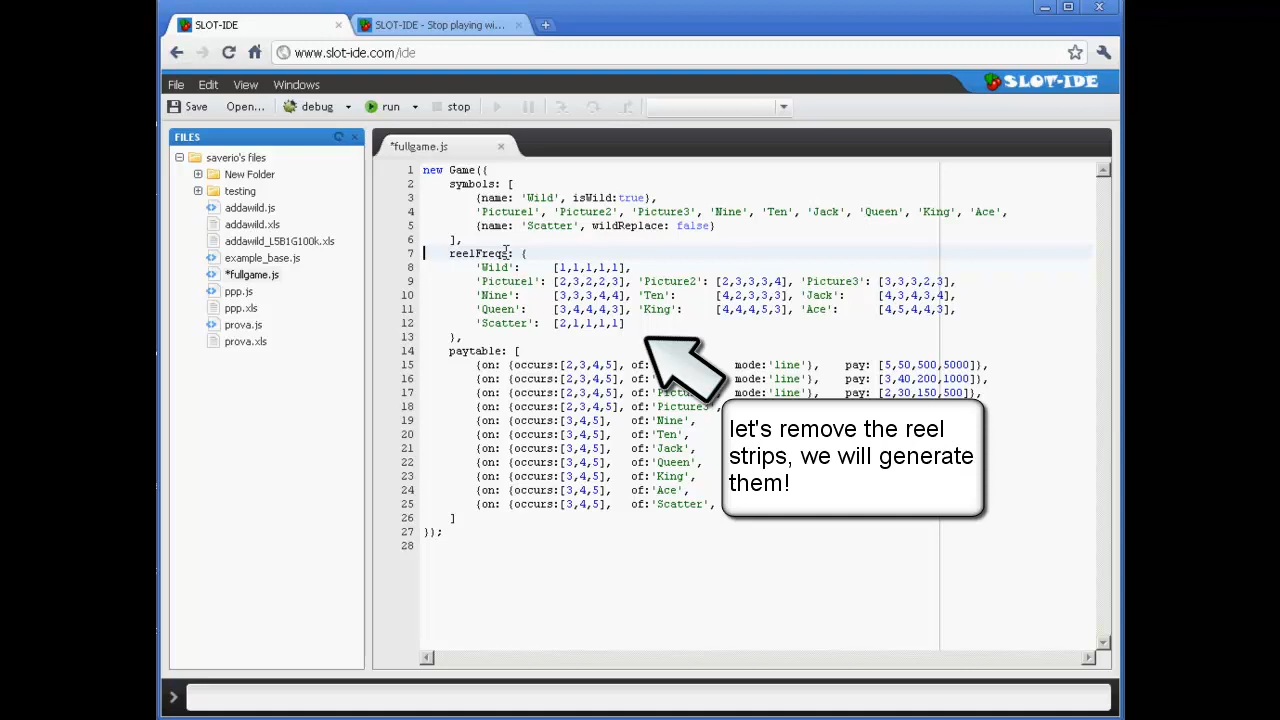 SLOT-IDE
SLOT-IDE - Stop playing wi...
www.slot-ide.com/ide
File Edit View Windows
SLOT-IDE
Save Open... debug run stop
FILES
saverio's files
New Folder
testing
addawild.js
addawild.xls
addawild_L5B1G100k.xls
example_base.js
*fullgame.js
ppp.js
ppp.xls
prova.js
prova.xls
*fullgame.js
1 new Game({
2 symbols: [
3 {name: 'Wild', isWild:true},
4 'Picture1', 'Picture2', 'Picture3', 'Nine', 'Ten', 'Jack', 'Queen', 'King', 'Ace',
5 {name: 'Scatter', wildReplace: false}
6 ],
7 reelFreqs: {
8 'Wild': [1,1,1,1,1],
9 'Picture1': [2,3,2,2,3], 'Picture2': [2,3,3,3,4], 'Picture3': [3,3,3,2,3],
10 'Nine': [3,3,3,4,4], 'Ten': [4,2,3,3,3], 'Jack': [4,3,4,3,4],
11 'Queen': [3,4,4,4,3], 'King': [4,4,4,5,3], 'Ace': [4,5,4,4,3],
12 'Scatter': [2,1,1,1,1]
13 },
14 paytable: [
15 {on: {occurs:[2,3,4,5], of: mode:'line'}, pay: [5,50,500,5000]},
16 {on: {occurs:[2,3,4,5], of: mode:'line'}, pay: [3,40,200,1000]},
17 {on: {occurs:[2,3,4,5], of: mode:'line'}, pay: [2,30,150,500]},
18 {on: {occurs:[2,3,4,5], of:'Picture3',
19 {on: {occurs:[3,4,5], of:'Nine',
20 {on: {occurs:[3,4,5], of:'Ten',
21 {on: {occurs:[3,4,5], of:'Jack',
22 {on: {occurs:[3,4,5], of:'Queen',
23 {on: {occurs:[3,4,5], of:'King',
24 {on: {occurs:[3,4,5], of:'Ace',
25 {on: {occurs:[3,4,5], of:'Scatter',
26 ]
27 });
28
let's remove the reel
strips, we will generate
them!